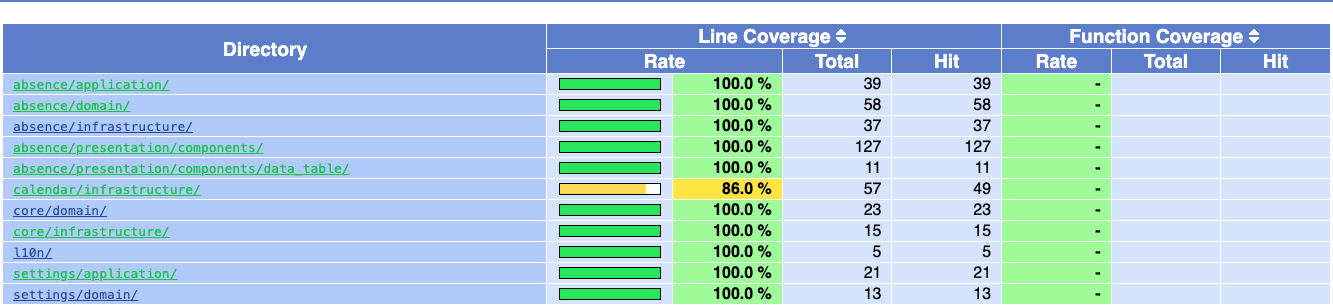 Directory Line Coverage Function Coverage
Rate Total Hit Rate Total Hit
absence/application/ 100.0 % 39 39 -
absence/domain/ 100.0 % 58 58 -
absence/infrastructure/ 100.0 % 37 37 -
absence/presentation/components/ 100.0 % 127 127 -
absence/presentation/components/data_table/ 100.0 % 11 11 -
calendar/infrastructure/ 86.0 % 57 49 -
core/domain/ 100.0 % 23 23 -
core/infrastructure/ 100.0 % 15 15 -
l10n/ 100.0 % 5 5 -
settings/application/ 100.0 % 21 21 -
settings/domain/ 100.0 % 13 13 -